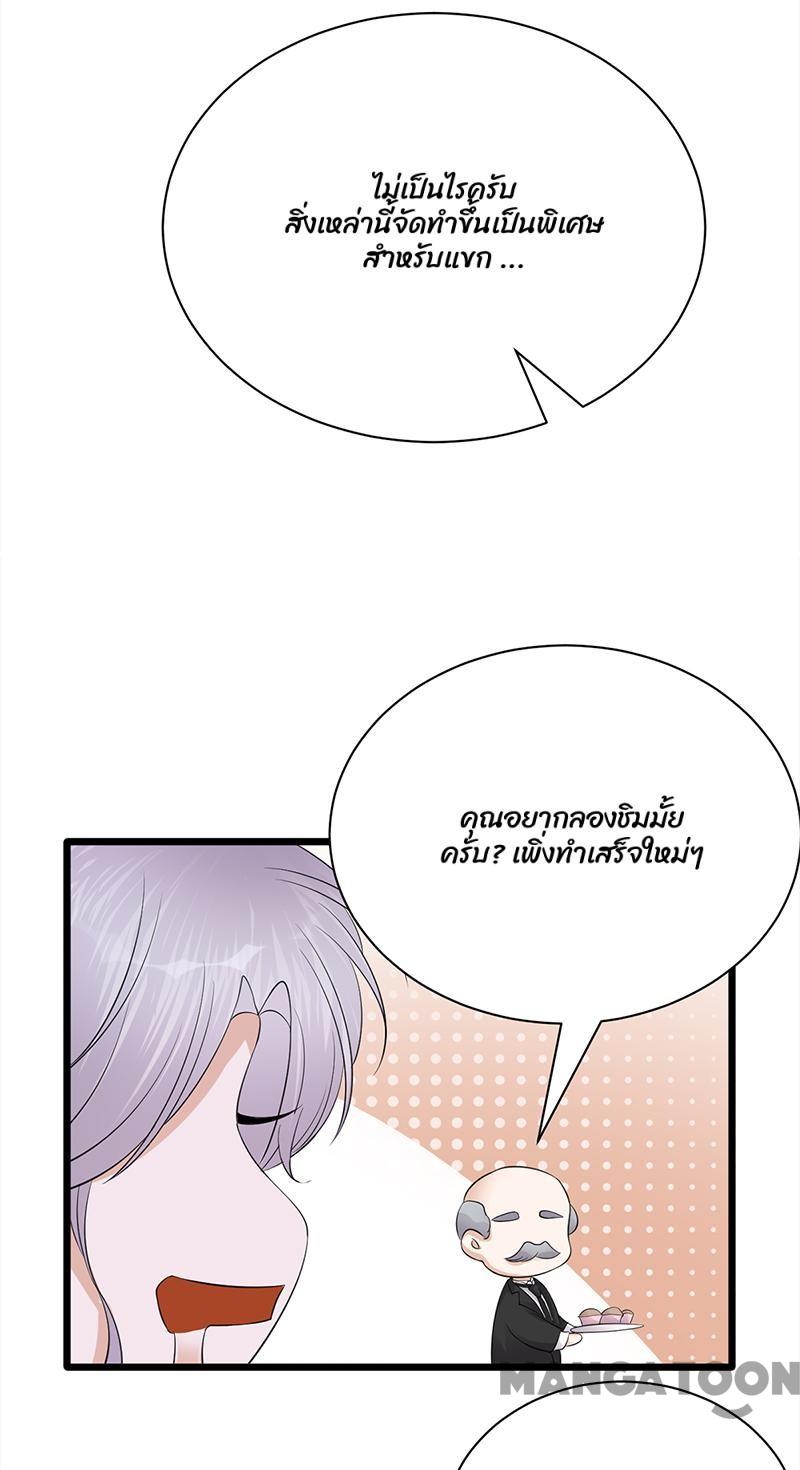 ไม่เป็นไรครับ
สิ่งเหล่านี้จัดทำขึ้นเป็นพิเศษ
สำหรับแขก ...
คุณอยากลองชิมมั้ย
ครับ? เพิ่งทำเสร็จใหม่ๆ
MANGATOON